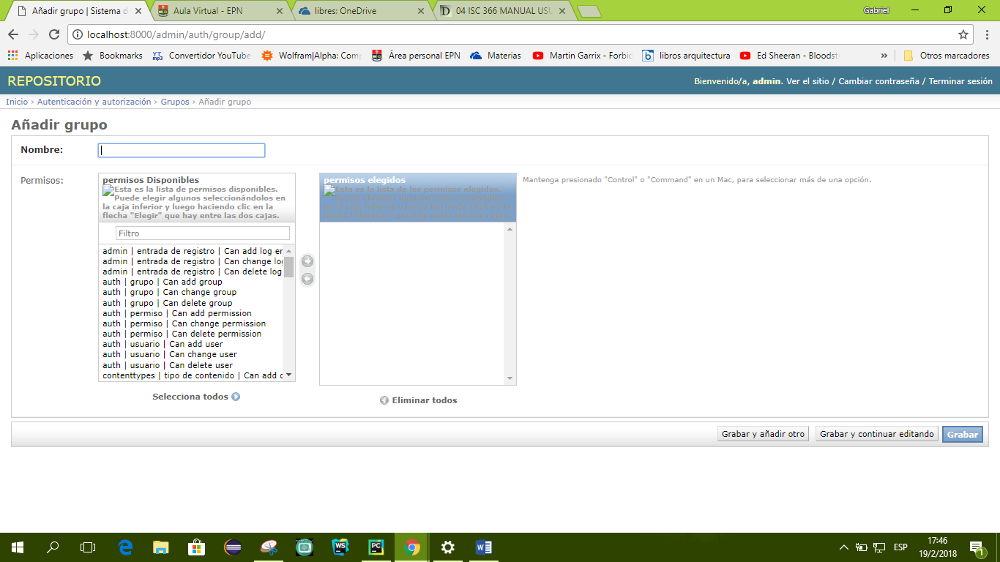 Añadir grupo | Sistema d
Aula Virtual - EPN
libres: OneDrive
04 ISC 366 MANUAL USU
Gabriel
localhost:8000/admin/auth/group/add/
Aplicaciones
Bookmarks
Convertidor YouTube
Wolfram|Alpha: Comp
Área personal EPN
Materias
Martin Garrix - Forbid
libros arquitectura
Ed Sheeran - Bloodst
»
Otros marcadores
REPOSITORIO
Bienvenido/a, admin. Ver el sitio / Cambiar contraseña / Terminar sesión
Inicio › Autenticación y autorización › Grupos › Añadir grupo
Añadir grupo
Nombre:
Permisos:
permisos Disponibles
Esta es la lista de permisos disponibles.
Puede elegir algunos seleccionándolos en
la caja inferior y luego haciendo clic en la
flecha "Elegir" que hay entre las dos cajas.
Filtro
admin | entrada de registro | Can add log en
admin | entrada de registro | Can change log
admin | entrada de registro | Can delete log
auth | grupo | Can add group
auth | grupo | Can change group
auth | grupo | Can delete group
auth | permiso | Can add permission
auth | permiso | Can change permission
auth | permiso | Can delete permission
auth | usuario | Can add user
auth | usuario | Can change user
auth | usuario | Can delete user
contenttypes | tipo de contenido | Can add c
Selecciona todos
permisos elegidos
Esta es la lista de los permisos elegidos.
Eliminar todos
Mantenga presionado "Control" o "Command" en un Mac, para seleccionar más de una opción.
Grabar y añadir otro
Grabar y continuar editando
Grabar
ESP
17:46
19/2/2018
1